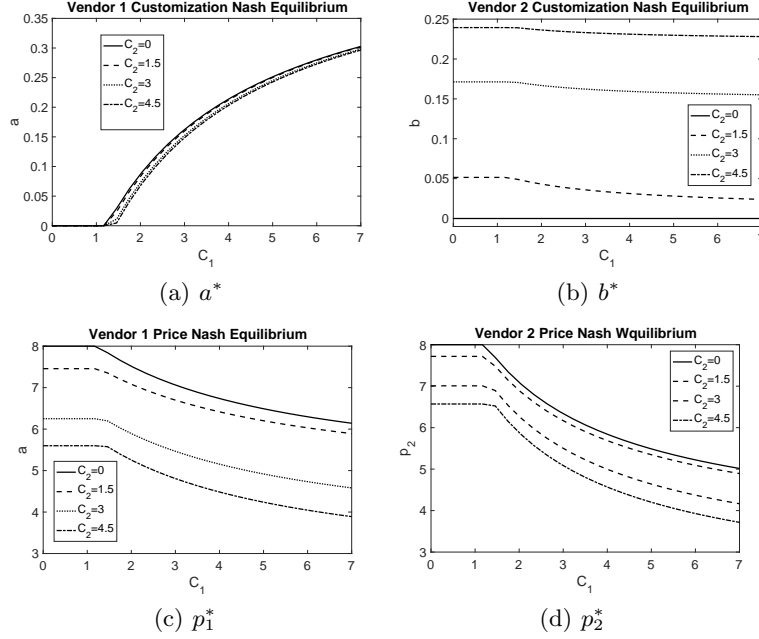 Vendor 1 Customization Nash Equilibrium
0.35
0.3
0.25
0.2
0.15
0.1
0.05
0
a
C2=0
C2=1.5
C2=3
C2=4.5
0 1 2 3 4 5 6 7
C1
(a) a*
Vendor 2 Customization Nash Equilibrium
0.25
0.2
0.15
0.1
0.05
0
b
C2=0
C2=1.5
C2=3
C2=4.5
0 1 2 3 4 5 6 7
C1
(b) b*
Vendor 1 Price Nash Equilibrium
8
7
6
5
4
3
a
C2=0
C2=1.5
C2=3
C2=4.5
0 1 2 3 4 5 6 7
C1
(c) p1*
Vendor 2 Price Nash Wquilibrium
8
7
6
5
4
3
p2
C2=0
C2=1.5
C2=3
C2=4.5
0 1 2 3 4 5 6 7
C1
(d) p2*